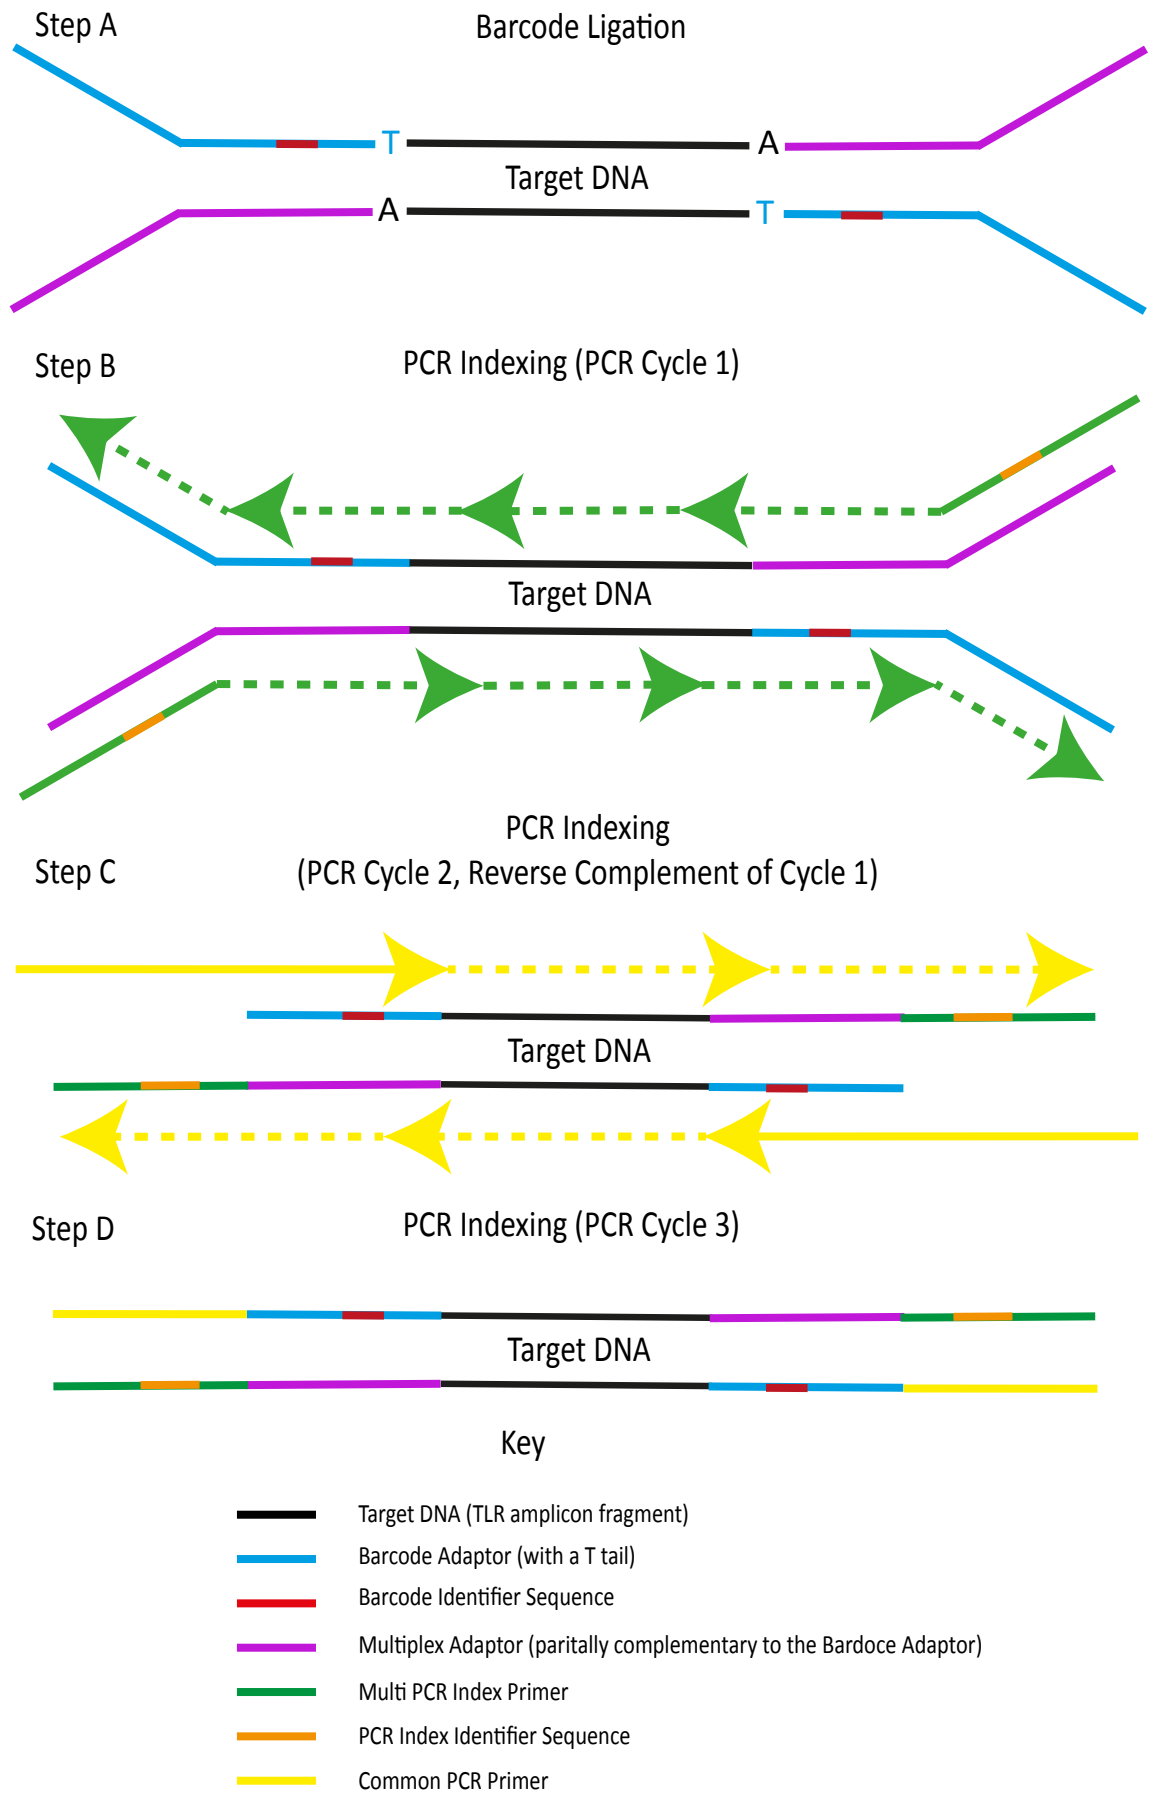 Step A
Barcode Ligation
T
A
Target DNA
A
T
Step B
PCR Indexing (PCR Cycle 1)
Target DNA
PCR Indexing
Step C
(PCR Cycle 2, Reverse Complement of Cycle 1)
Target DNA
Step D
PCR Indexing (PCR Cycle 3)
Target DNA
Key
Target DNA (TLR amplicon fragment)
Barcode Adaptor (with a T tail)
Barcode Identifier Sequence
Multiplex Adaptor (paritally complementary to the Bardoce Adaptor)
Multi PCR Index Primer
PCR Index Identifier Sequence
Common PCR Primer